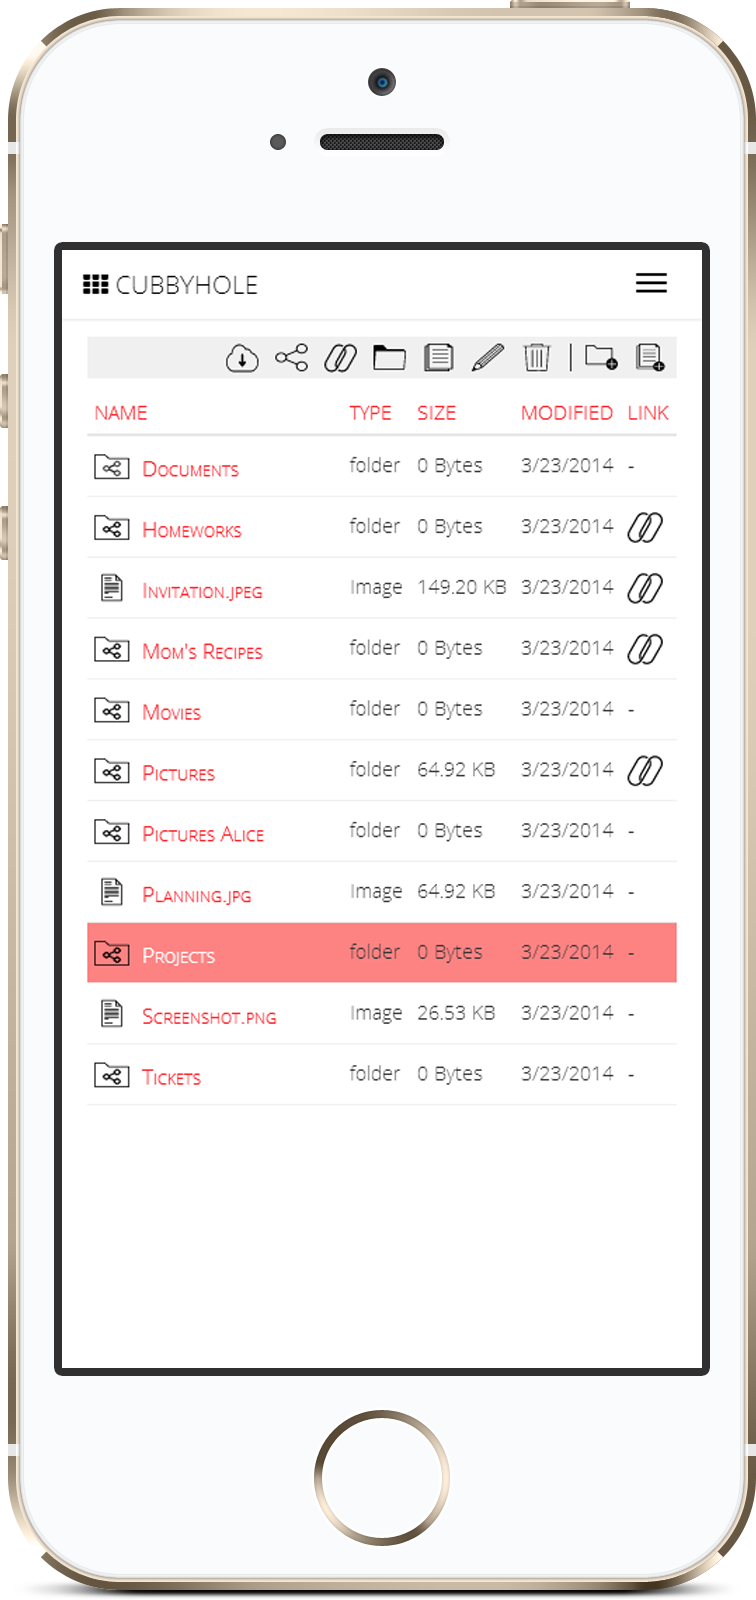 CUBBYHOLE
NAME TYPE SIZE MODIFIED LINK
Documents folder 0 Bytes 3/23/2014 -
Homeworks folder 0 Bytes 3/23/2014
Invitation.jpeg Image 149.20 KB 3/23/2014
Mom's Recipes folder 0 Bytes 3/23/2014
Movies folder 0 Bytes 3/23/2014 -
Pictures folder 64.92 KB 3/23/2014
Pictures Alice folder 0 Bytes 3/23/2014 -
Planning.jpg Image 64.92 KB 3/23/2014 -
Projects folder 0 Bytes 3/23/2014 -
Screenshot.png Image 26.53 KB 3/23/2014 -
Tickets folder 0 Bytes 3/23/2014 -